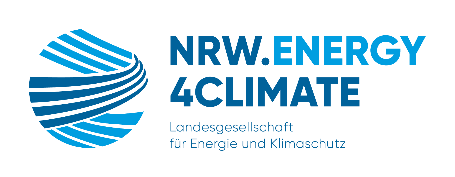 NRW.ENERGY
4CLIMATE
Landesgesellschaft
für Energie und Klimaschutz